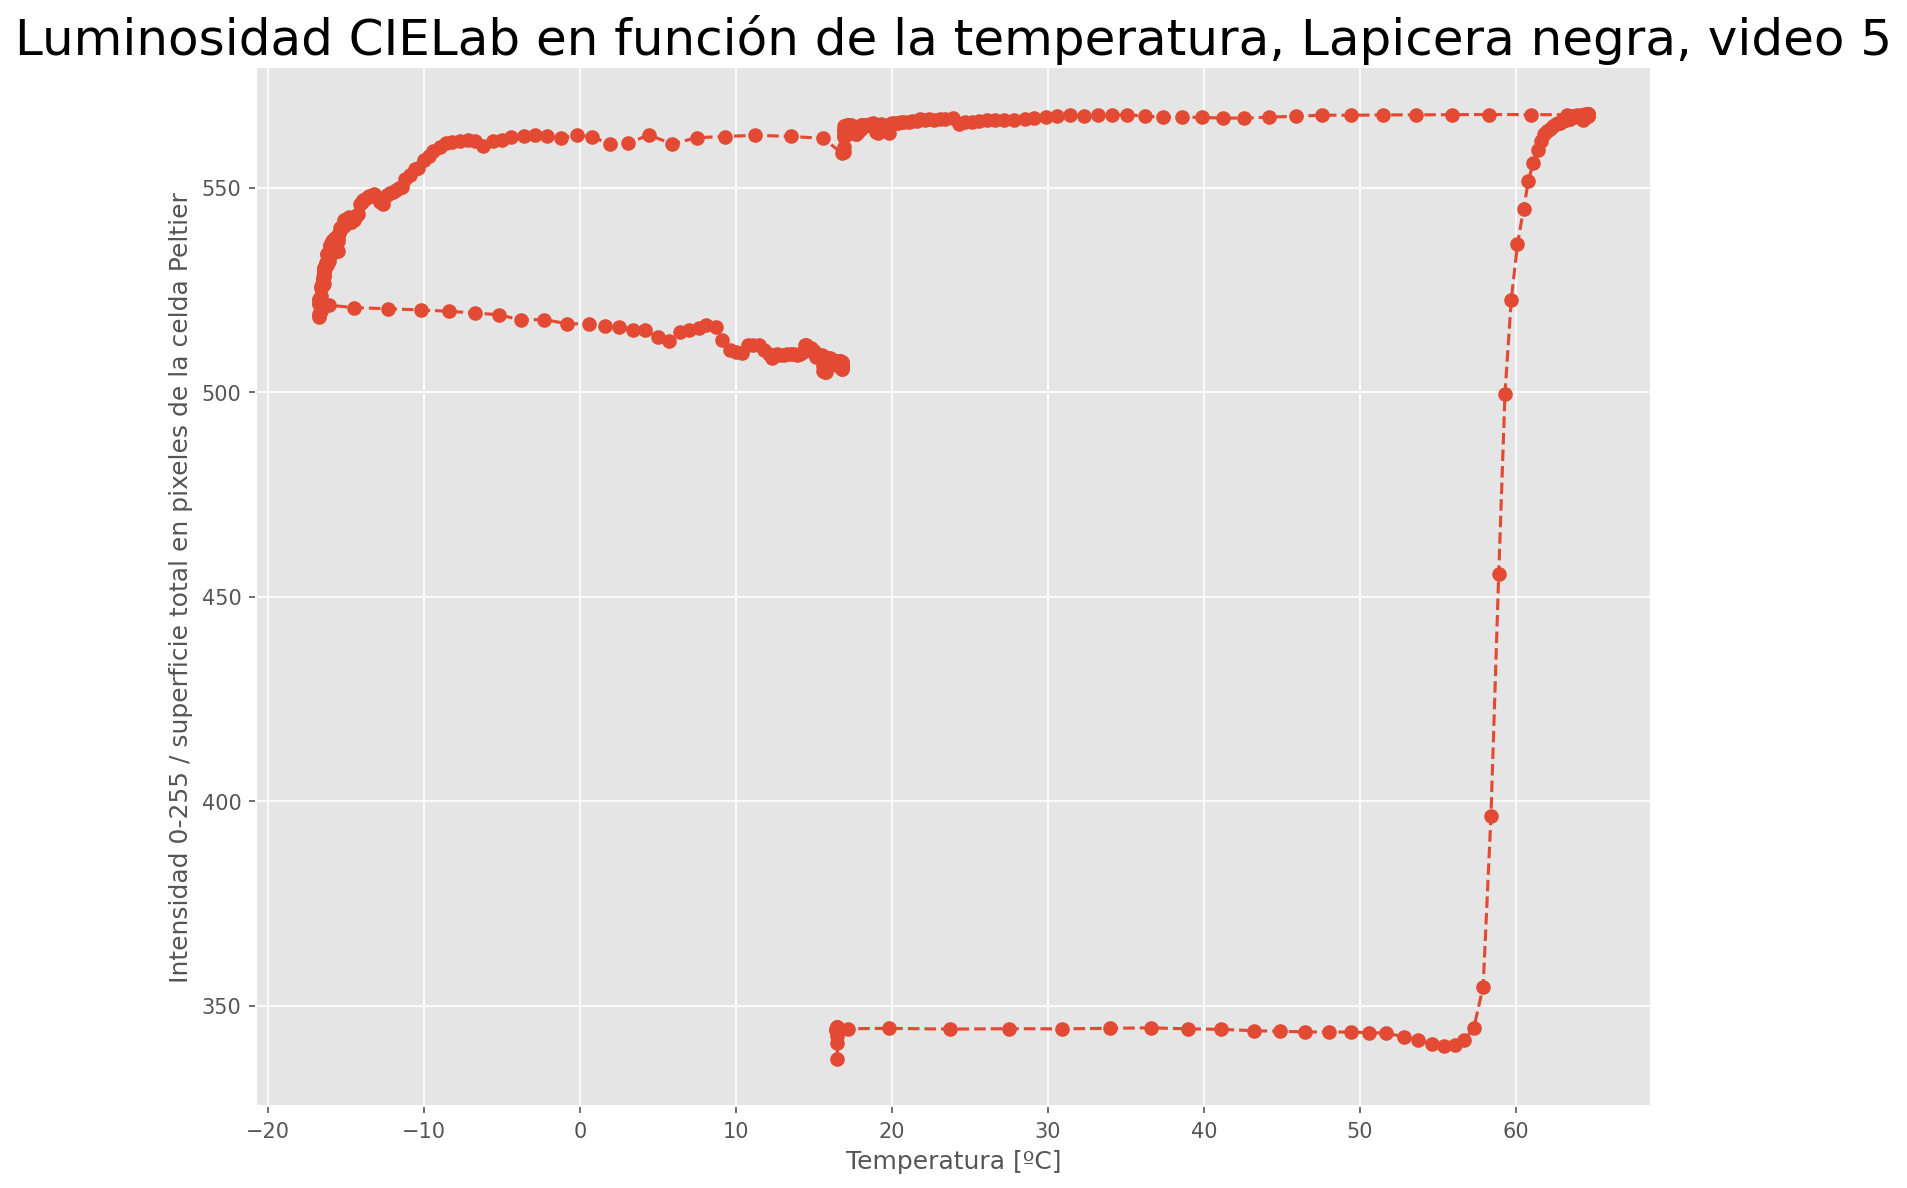 Luminosidad CIELab en función de la temperatura, Lapicera negra, video 5
Intensidad 0-255 / superficie total en pixeles de la celda Peltier
550
500
450
400
350
−20 −10 0 10 20 30 40 50 60
Temperatura [ºC]